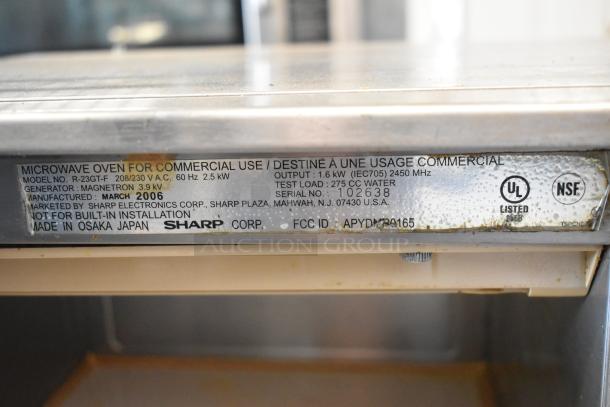 MICROWAVE OVEN FOR COMMERCIAL USE / DESTINÉ À UNE USAGE COMMERCIAL
MODEL NO. R-23GT-F 208/230 V A.C. 60 Hz 2.5 kW
GENERATOR : MAGNETRON 3.9 kV
MANUFACTURED : MARCH 2006
OUTPUT : 1.6 kW (IEC705) 2450 MHz
TEST LOAD : 275 CC WATER
SERIAL NO. : 102638
MARKETED BY SHARP ELECTRONICS CORP., SHARP PLAZA, MAHWAH, N.J. 07430 U.S.A.
NOT FOR BUILT-IN INSTALLATION
MADE IN OSAKA JAPAN SHARP CORP. FCC ID :
UL
LISTED
NSF
AUCTION GROUP